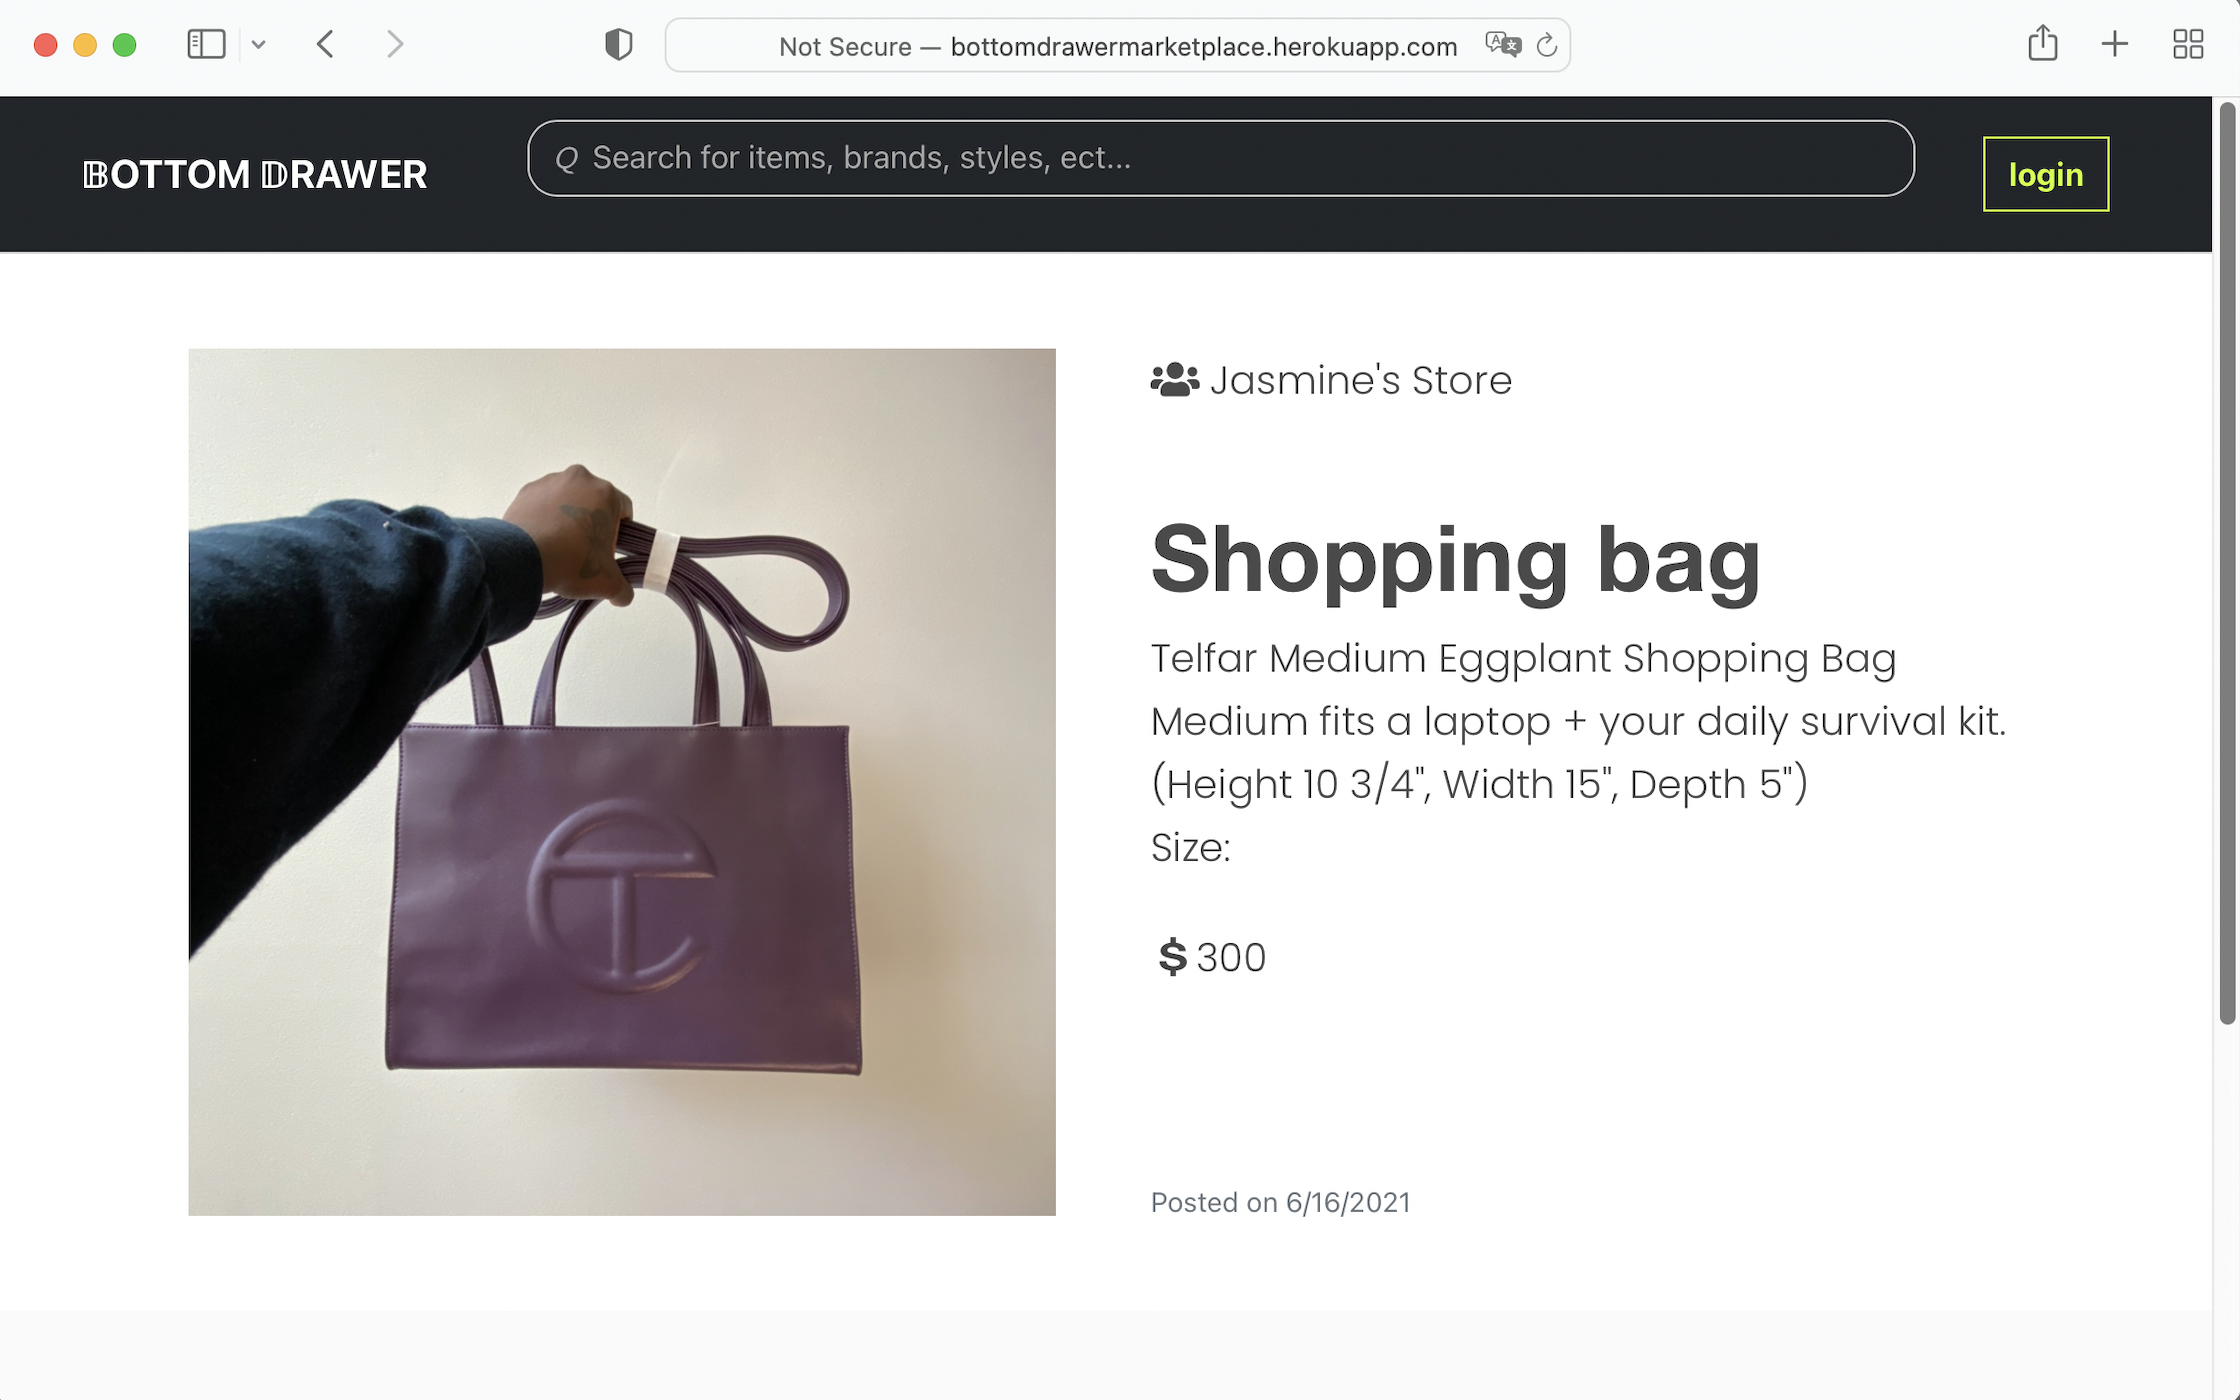 Not Secure — bottomdrawermarketplace.herokuapp.com
𝔹OTTOM 𝔻RAWER
Search for items, brands, styles, ect...
login
Jasmine's Store
Shopping bag
Telfar Medium Eggplant Shopping Bag
Medium fits a laptop + your daily survival kit.
(Height 10 3/4", Width 15", Depth 5")
Size:
$ 300
Posted on 6/16/2021